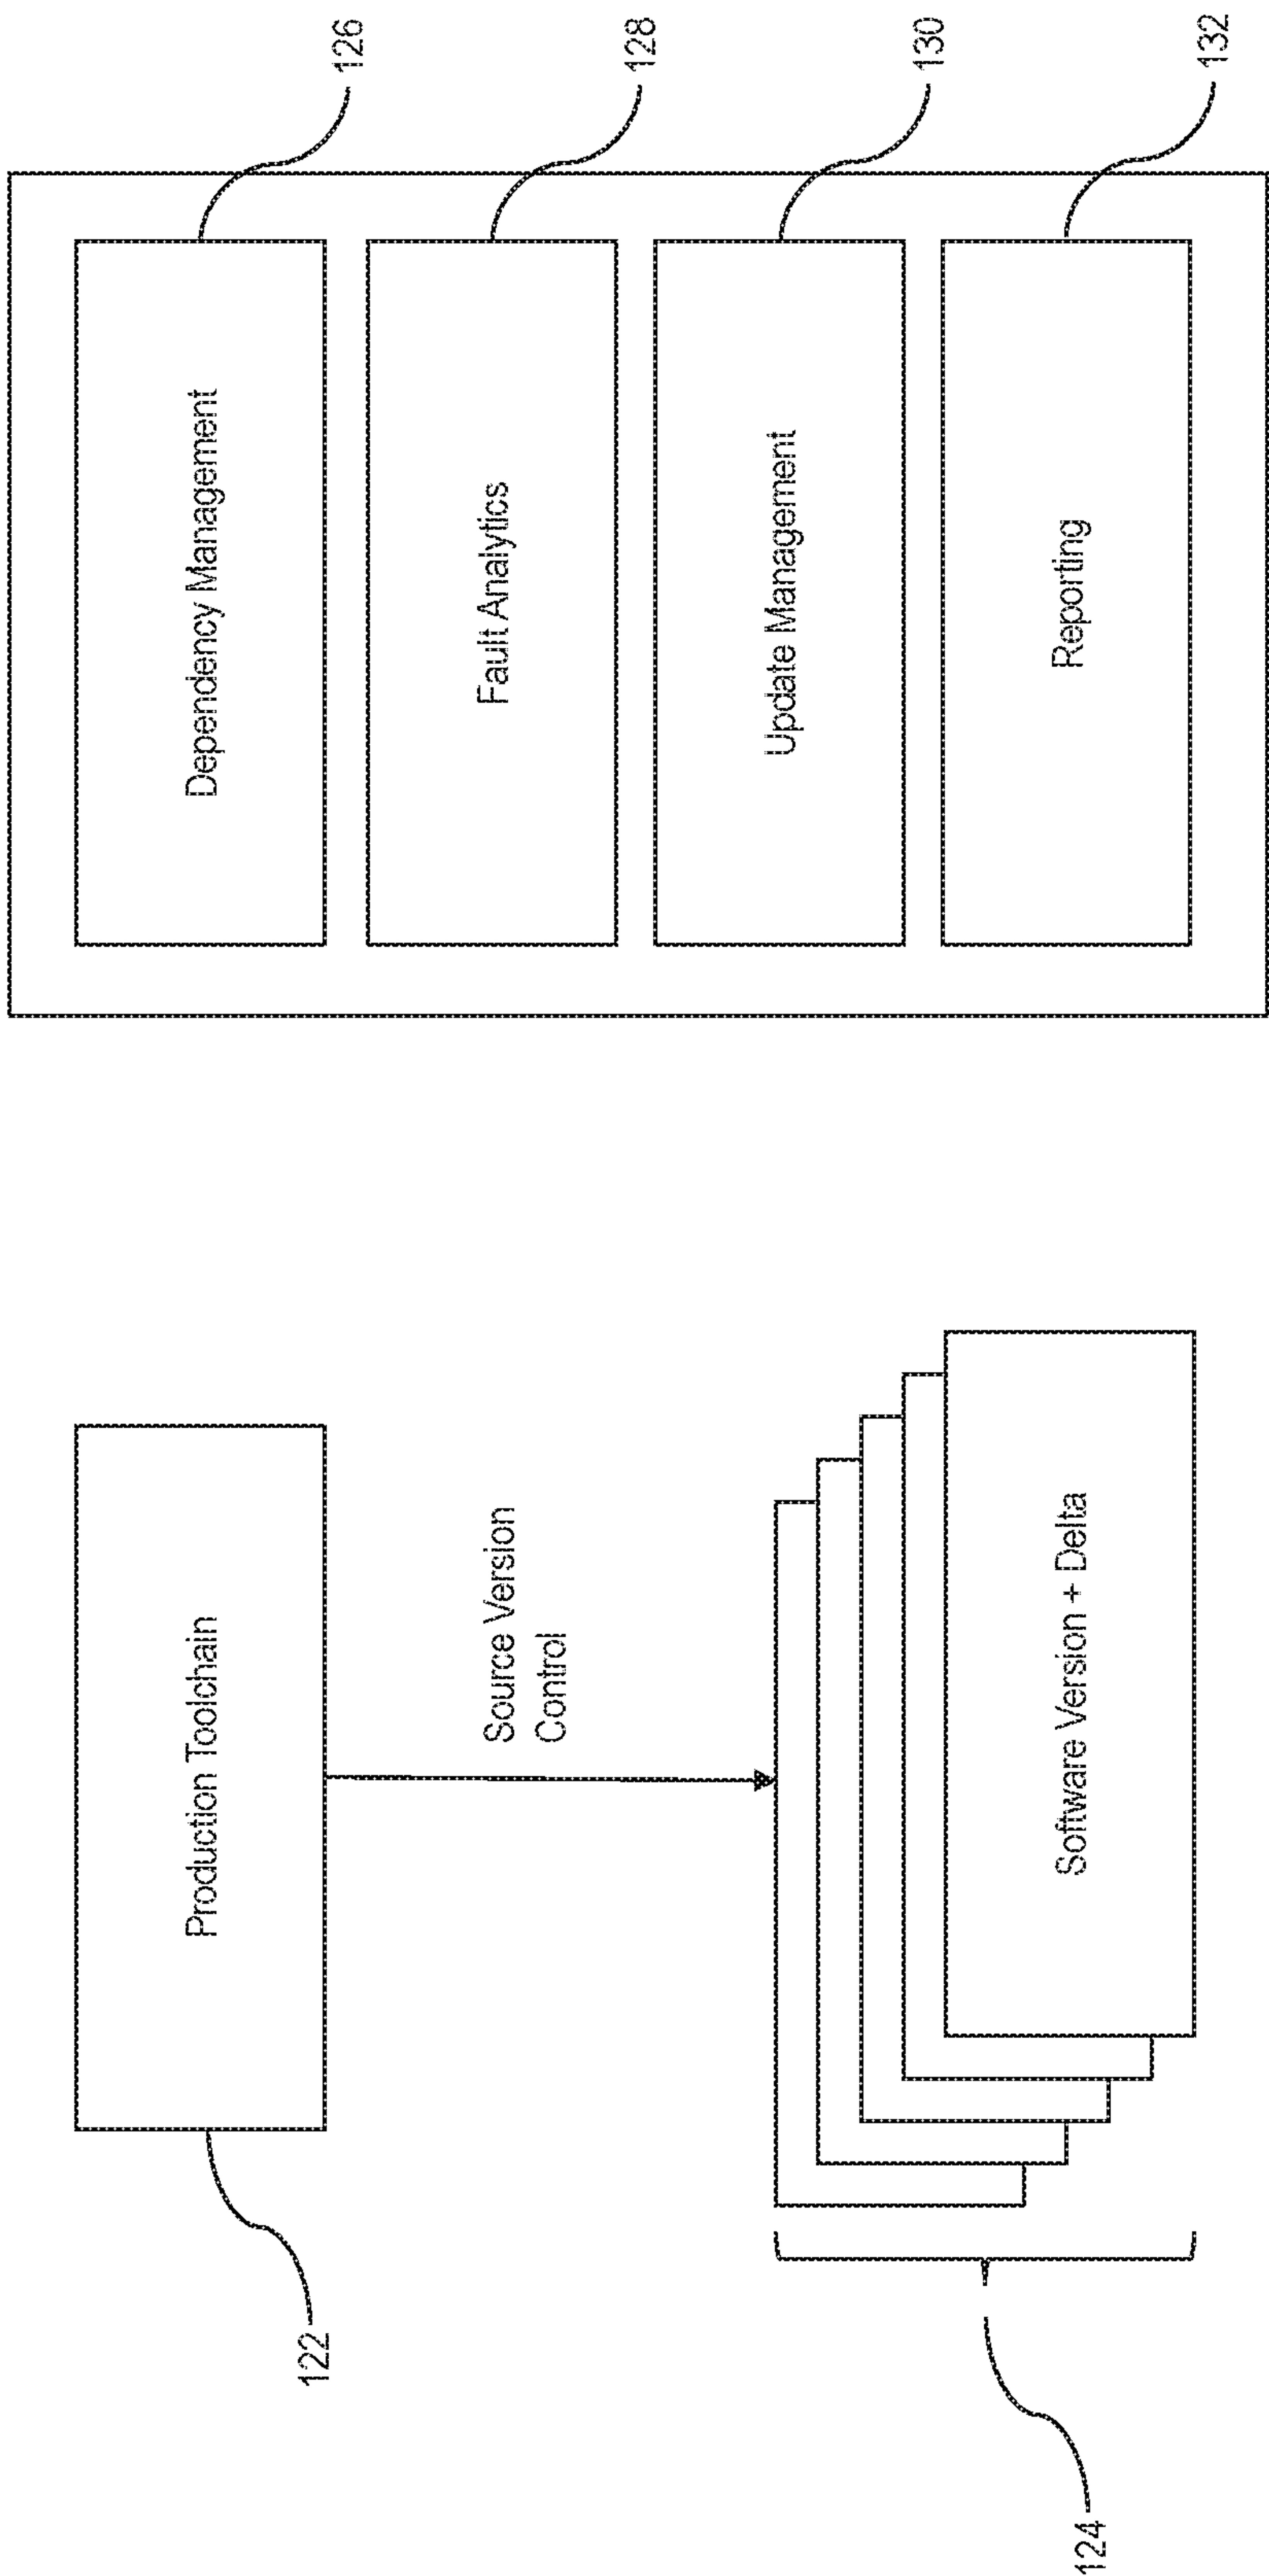 122
Production Toolchain
Source Version
Control
124
Software Version + Delta
Dependency Management
126
Fault Analytics
128
Update Management
130
Reporting
132